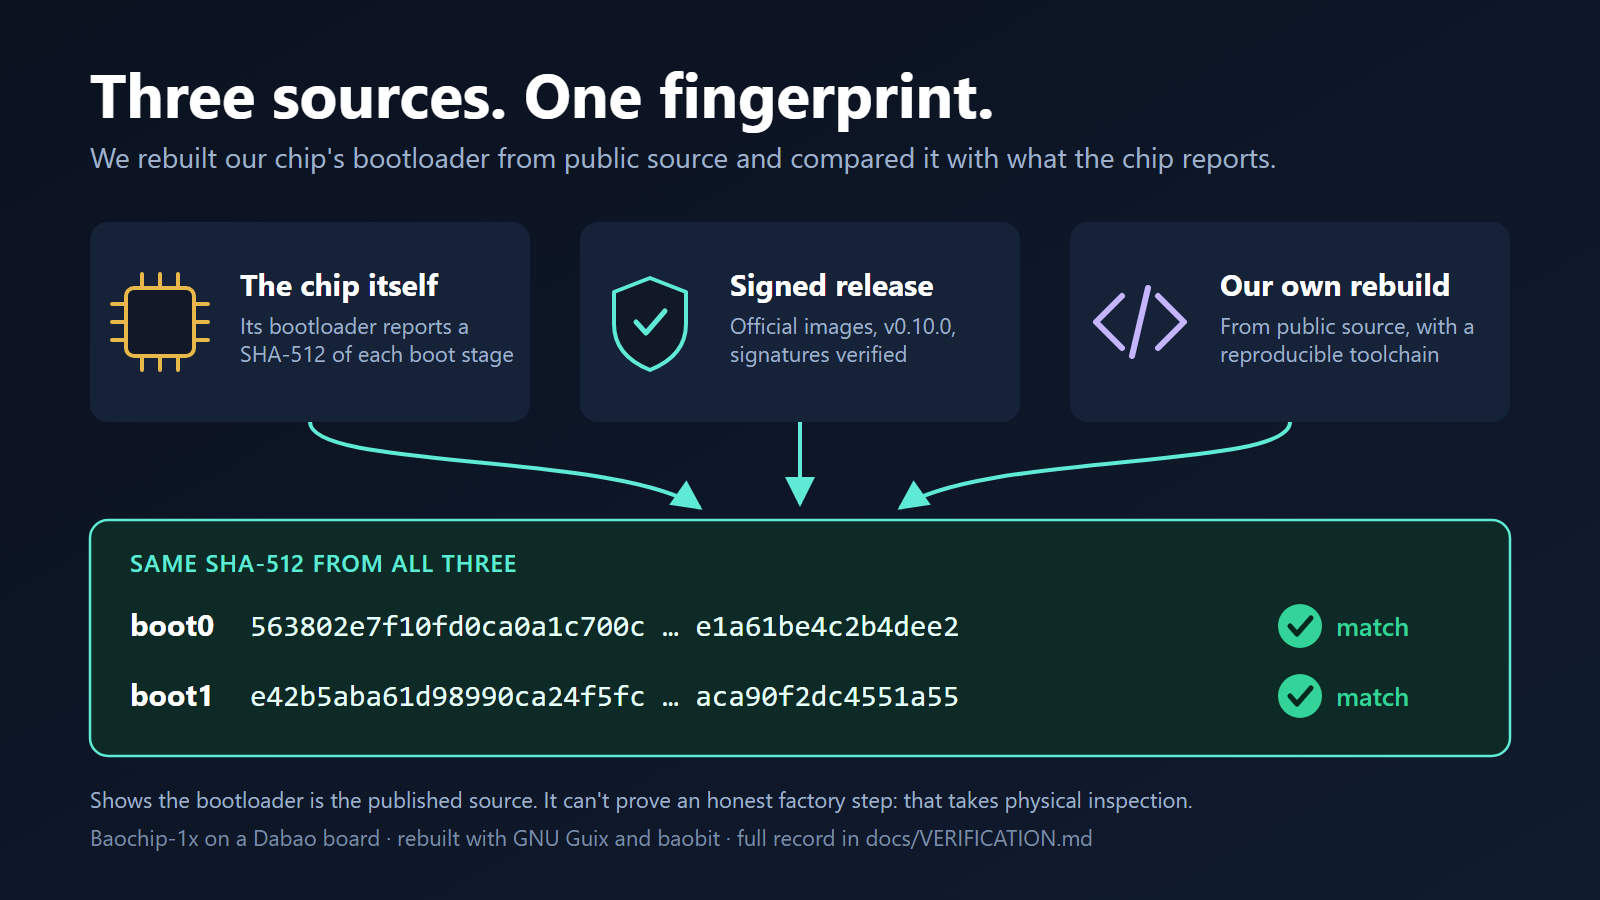 Three sources. One fingerprint.
We rebuilt our chip's bootloader from public source and compared it with what the chip reports.
The chip itself
Its bootloader reports a
SHA-512 of each boot stage
Signed release
Official images, v0.10.0,
signatures verified
Our own rebuild
From public source, with a
reproducible toolchain
SAME SHA-512 FROM ALL THREE
boot0 563802e7f10fd0ca0a1c700c … e1a61be4c2b4dee2 match
boot1 e42b5aba61d98990ca24f5fc … aca90f2dc4551a55 match
Shows the bootloader is the published source. It can't prove an honest factory step: that takes physical inspection.
Baochip-1x on a Dabao board · rebuilt with GNU Guix and baobit · full record in docs/VERIFICATION.md